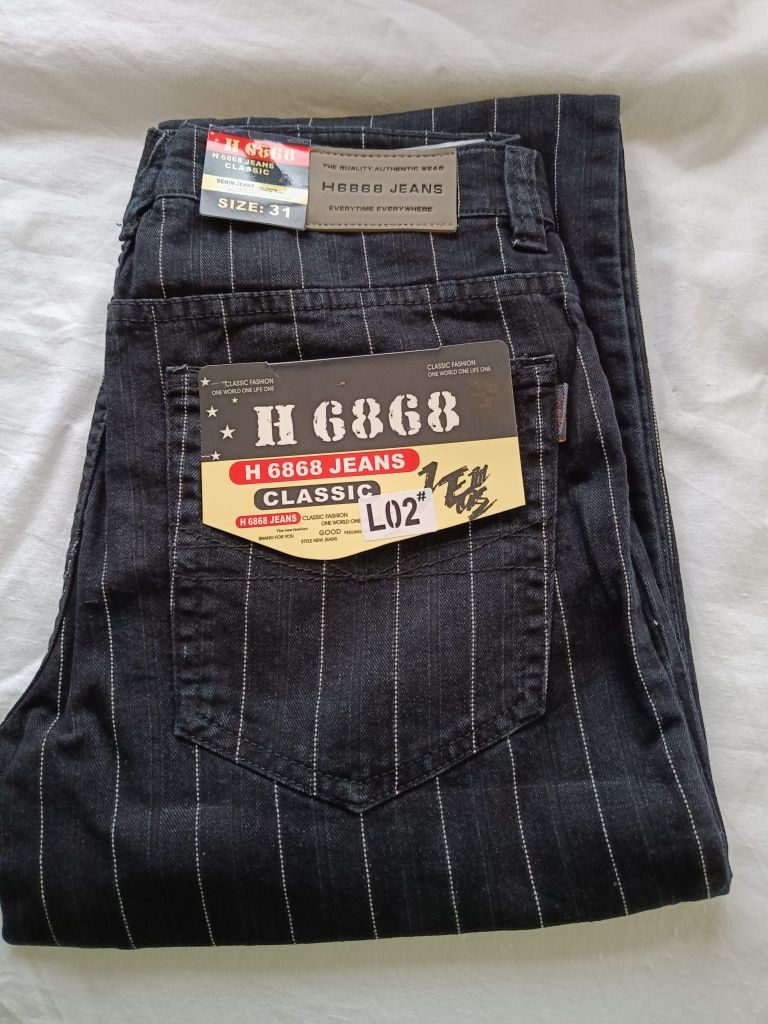 H 6868
H 6868 JEANS
CLASSIC
DENIM JEANS
SIZE: 31
THE QUALITY AUTHENTIC WEAR
H6868 JEANS
EVERYTIME EVERYWHERE
CLASSIC FASHION
ONE WORLD ONE LIFE ONE
CLASSIC FASHION
ONE WORLD ONE LIFE ONE
H 6868
H 6868 JEANS
CLASSIC
L02#
H 6868 JEANS
CLASSIC FASHION
ONE WORLD ONE
The new fashion
BRAND FOR YOU
GOOD FEELING
STYLE NEW JEANS